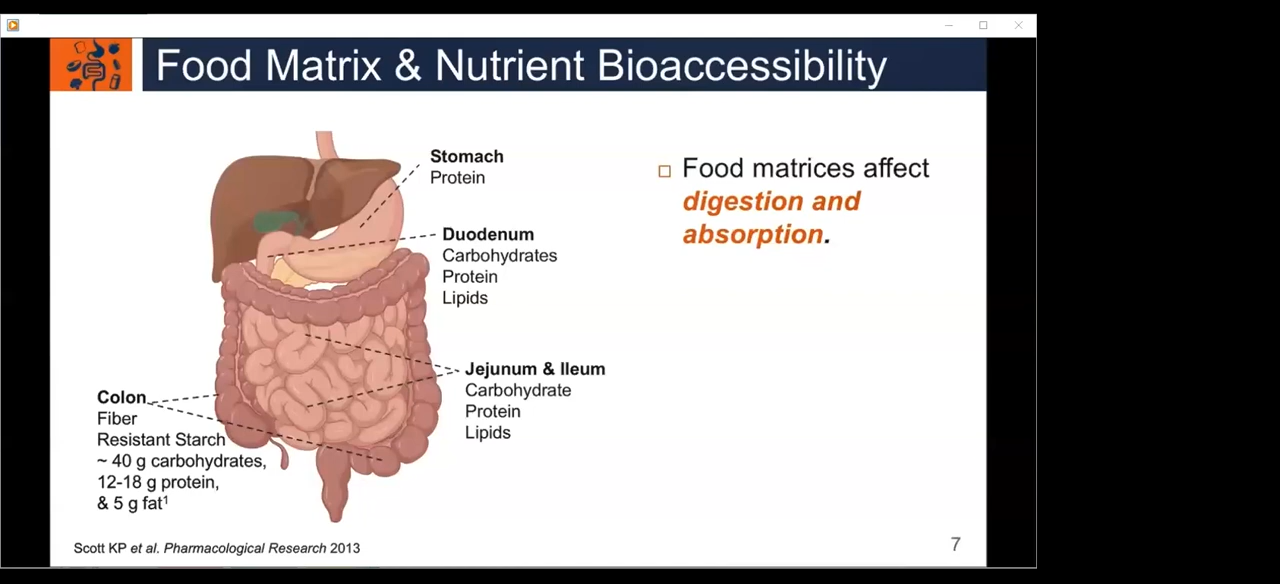 Food Matrix & Nutrient Bioaccessibility
Stomach
Protein
Duodenum
Carbohydrates
Protein
Lipids
Jejunum & Ileum
Carbohydrate
Protein
Lipids
Colon
Fiber
Resistant Starch
~ 40 g carbohydrates,
12-18 g protein,
& 5 g fat¹
Food matrices affect
digestion and
absorption.
Scott KP et al. Pharmacological Research 2013
7